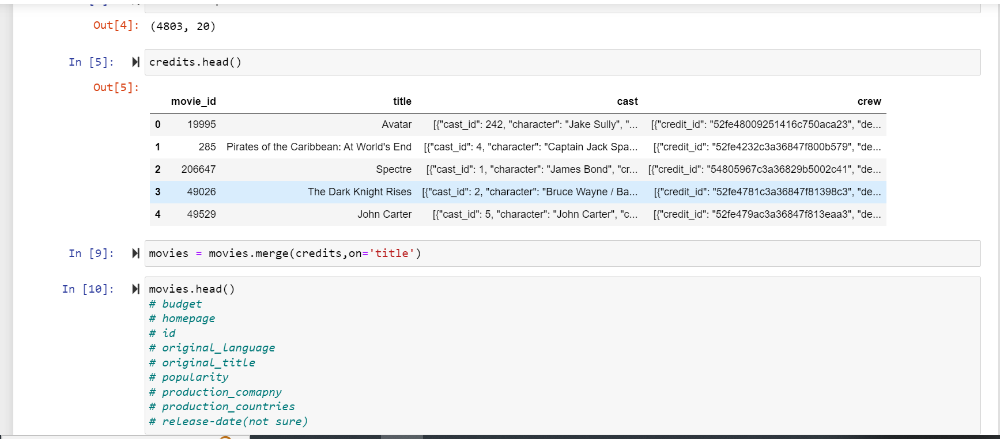 Out[4]: (4803, 20)
In [5]: credits.head()
Out[5]:
movie_id title cast crew
0 19995 Avatar [{"cast_id": 242, "character": "Jake Sully", "... [{"credit_id": "52fe48009251416c750aca23", "de...
1 285 Pirates of the Caribbean: At World's End [{"cast_id": 4, "character": "Captain Jack Spa... [{"credit_id": "52fe4232c3a36847f800b579", "de...
2 206647 Spectre [{"cast_id": 1, "character": "James Bond", "cr... [{"credit_id": "54805967c3a36829b5002c41", "de...
3 49026 The Dark Knight Rises [{"cast_id": 2, "character": "Bruce Wayne / Ba... [{"credit_id": "52fe4781c3a36847f81398c3", "de...
4 49529 John Carter [{"cast_id": 5, "character": "John Carter", "c... [{"credit_id": "52fe479ac3a36847f813eaa3", "de...
In [9]: movies = movies.merge(credits,on='title')
In [10]: movies.head()
# budget
# homepage
# id
# original_language
# original_title
# popularity
# production_comapny
# production_countries
# release-date(not sure)